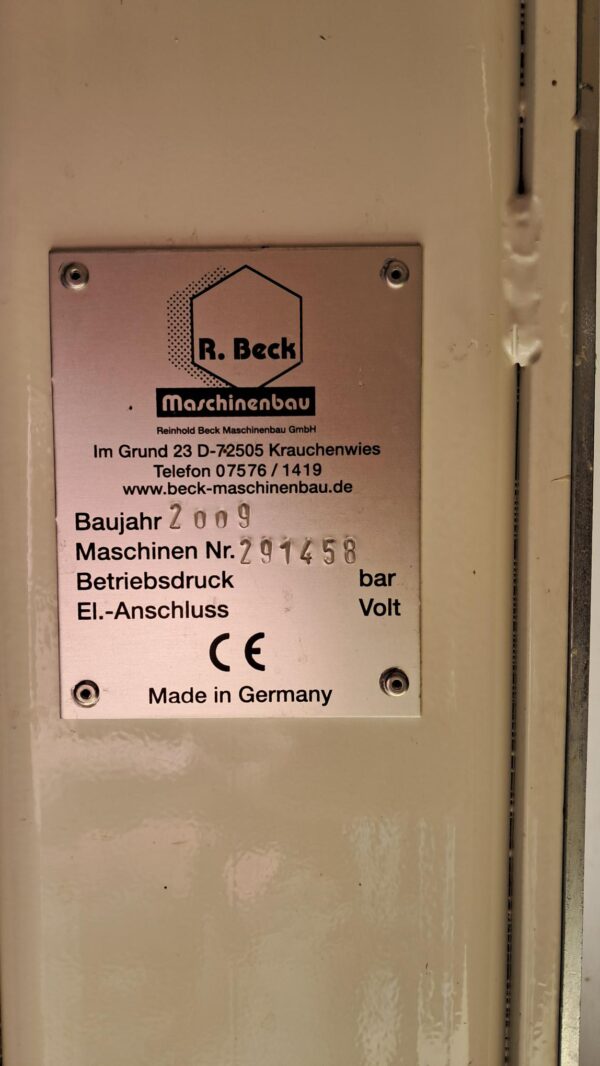 R. Beck
Maschinenbau
Reinhold Beck Maschinenbau GmbH
Im Grund 23 D-72505 Krauchenwies
Telefon 07576 / 1419
www.beck-maschinenbau.de
Baujahr 2009
Maschinen Nr. 291458
Betriebsdruck bar
El.-Anschluss Volt
CE
Made in Germany